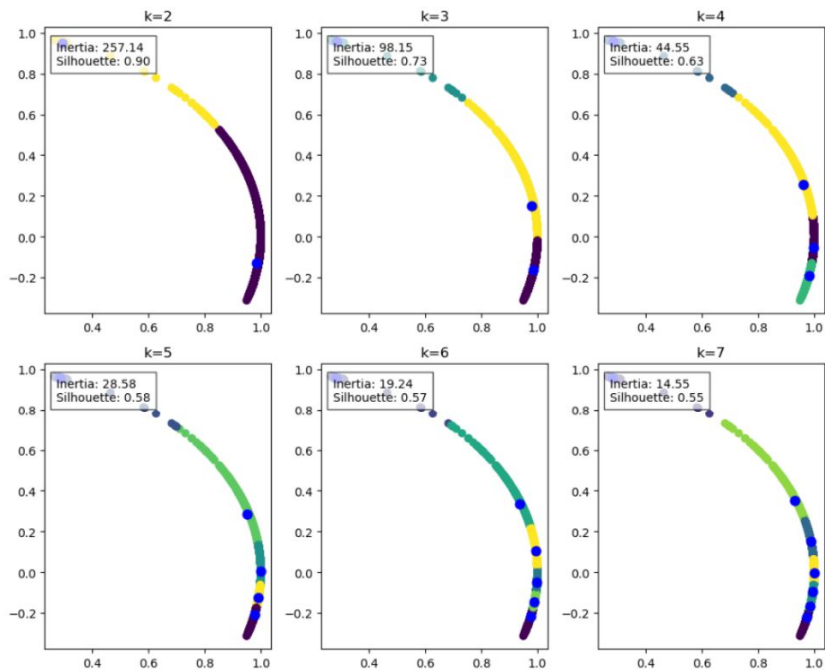 k=2
Inertia: 257.14
Silhouette: 0.90
1.0
0.8
0.6
0.4
0.2
0.0
−0.2
0.4 0.6 0.8 1.0
k=3
Inertia: 98.15
Silhouette: 0.73
1.0
0.8
0.6
0.4
0.2
0.0
−0.2
0.4 0.6 0.8 1.0
k=4
Inertia: 44.55
Silhouette: 0.63
1.0
0.8
0.6
0.4
0.2
0.0
−0.2
0.4 0.6 0.8 1.0
k=5
Inertia: 28.58
Silhouette: 0.58
1.0
0.8
0.6
0.4
0.2
0.0
−0.2
0.4 0.6 0.8 1.0
k=6
Inertia: 19.24
Silhouette: 0.57
1.0
0.8
0.6
0.4
0.2
0.0
−0.2
0.4 0.6 0.8 1.0
k=7
Inertia: 14.55
Silhouette: 0.55
1.0
0.8
0.6
0.4
0.2
0.0
−0.2
0.4 0.6 0.8 1.0